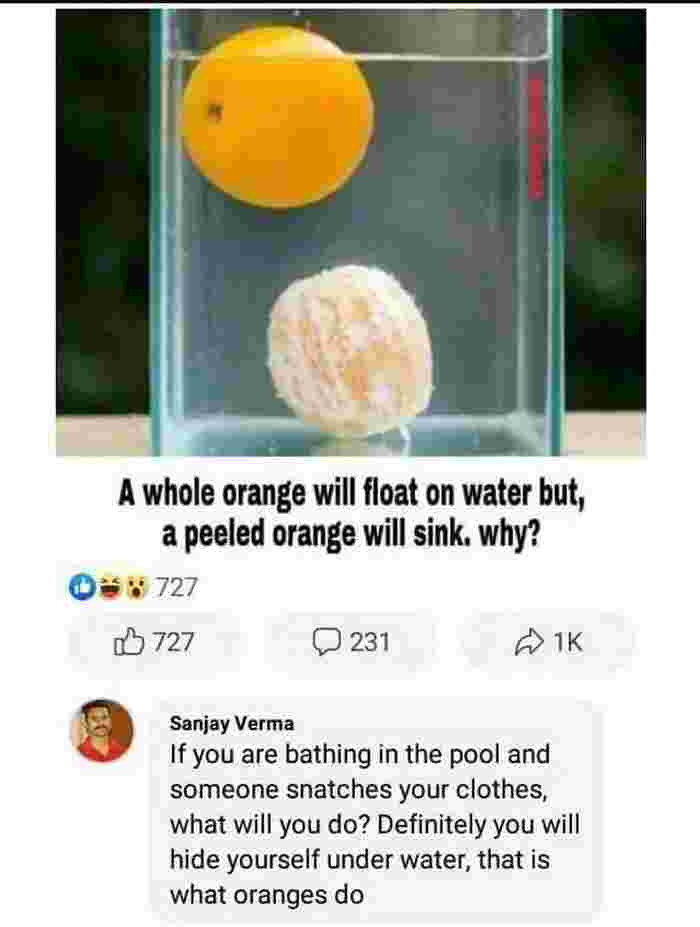 A whole orange will float on water but,
a peeled orange will sink. why?
727
727
231
1K
Sanjay Verma
If you are bathing in the pool and
someone snatches your clothes,
what will you do? Definitely you will
hide yourself under water, that is
what oranges do